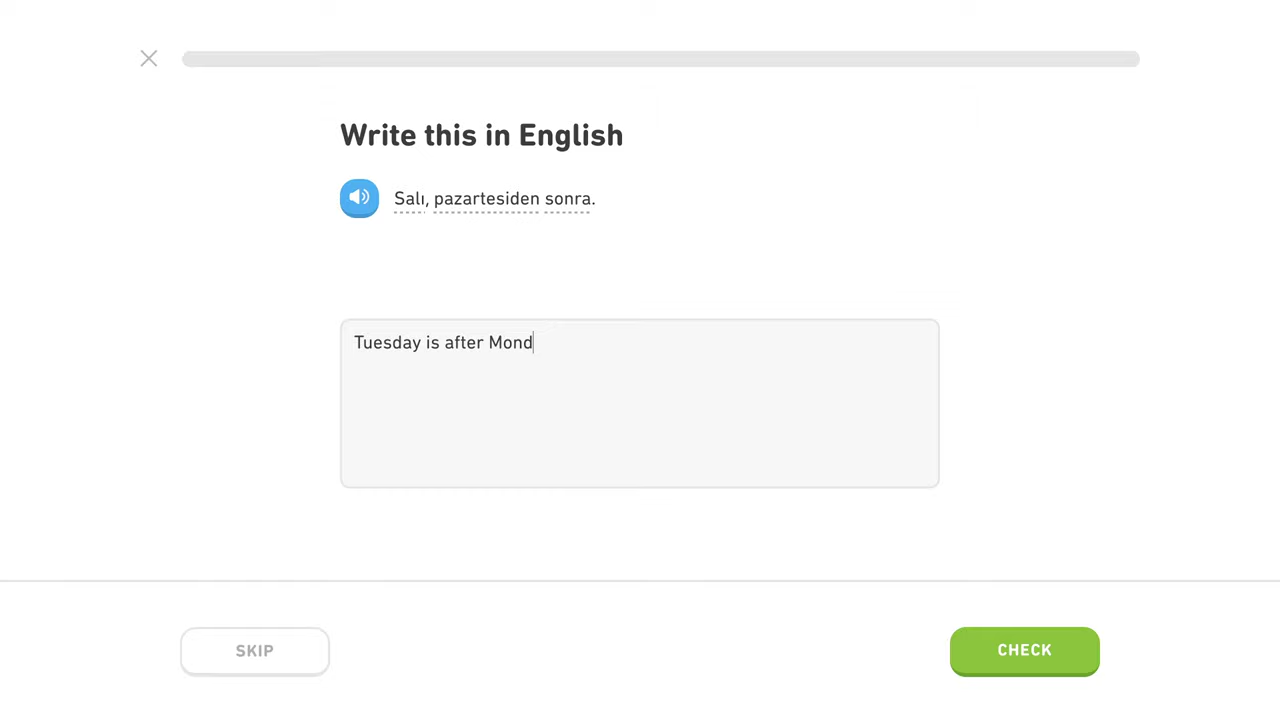 Write this in English
Salı, pazartesiden sonra.
Tuesday is after Mond
SKIP
CHECK